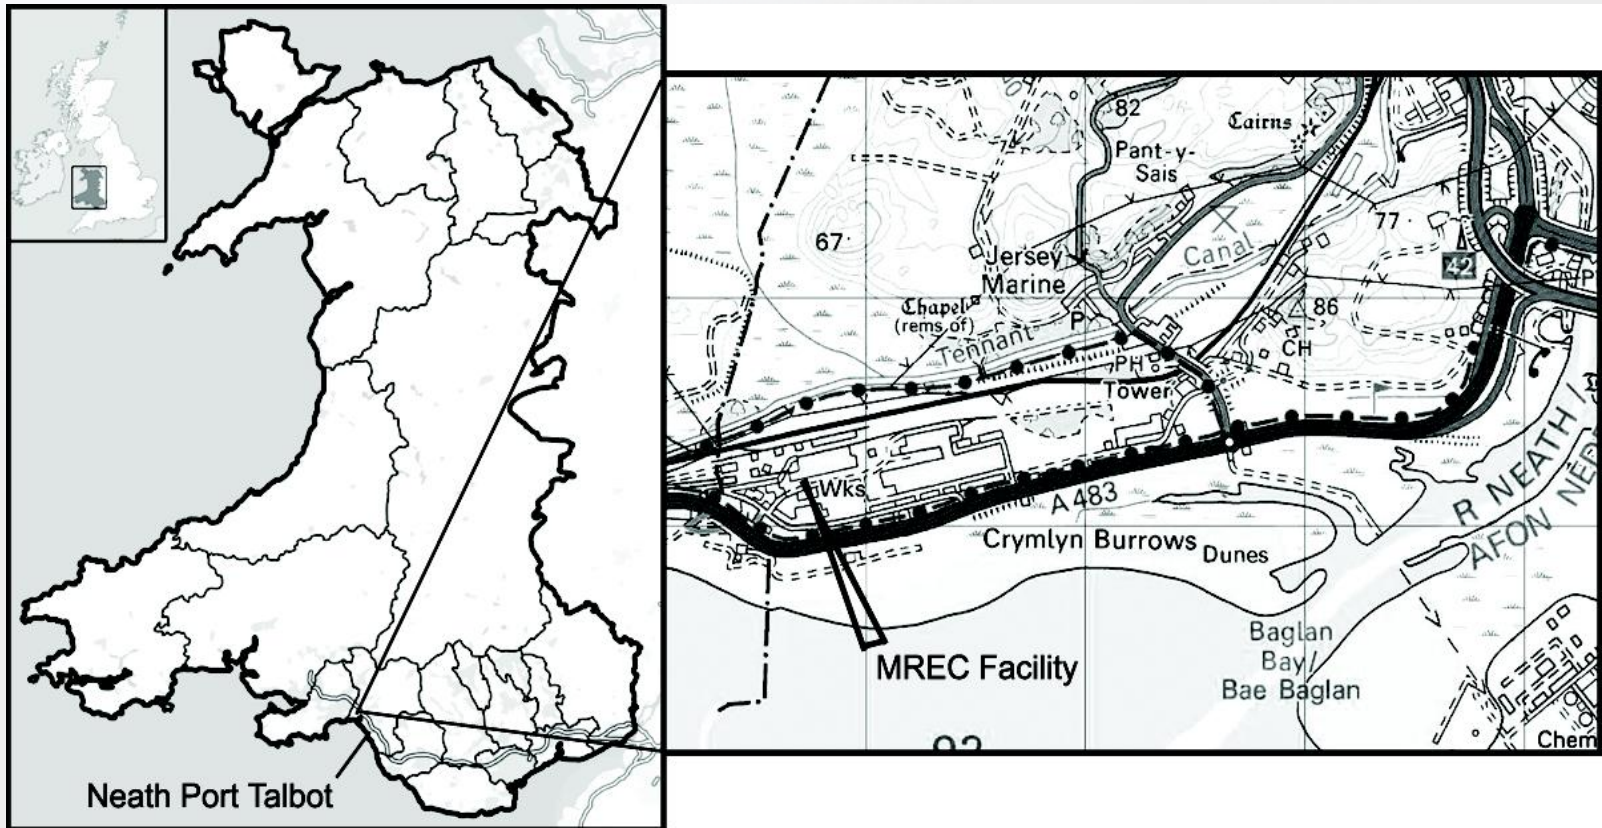 Neath Port Talbot
82
Cairns
Pant-y-
Sais
67
77
Canal
42
Jersey
Marine
86
Chapel
(rems of)
P
CH
Tennant
PH
Tower
Wks
A 483
R NEATH /
AFON NEDD
Crymlyn Burrows
Dunes
Baglan
Bay/
Bae Baglan
MREC Facility
Chem